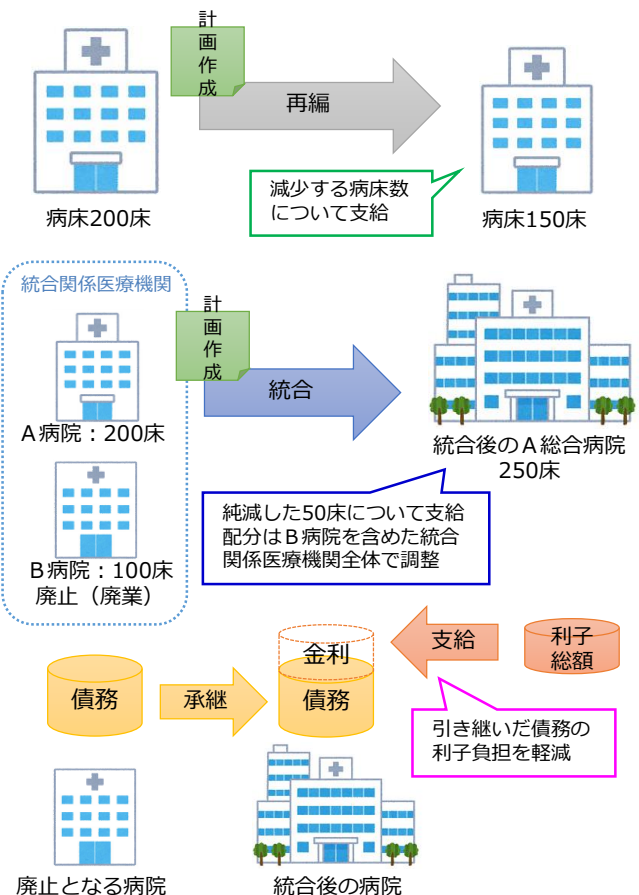 計画作成
再編
減少する病床数
について支給
病床200床
病床150床
統合関係医療機関
計画作成
統合
A病院：200床
統合後のA総合病院
250床
純減した50床について支給
配分はB病院を含めた統合
関係医療機関全体で調整
B病院：100床
廃止（廃業）
債務
承継
金利
債務
支給
利子
総額
引き継いだ債務の
利子負担を軽減
廃止となる病院
統合後の病院